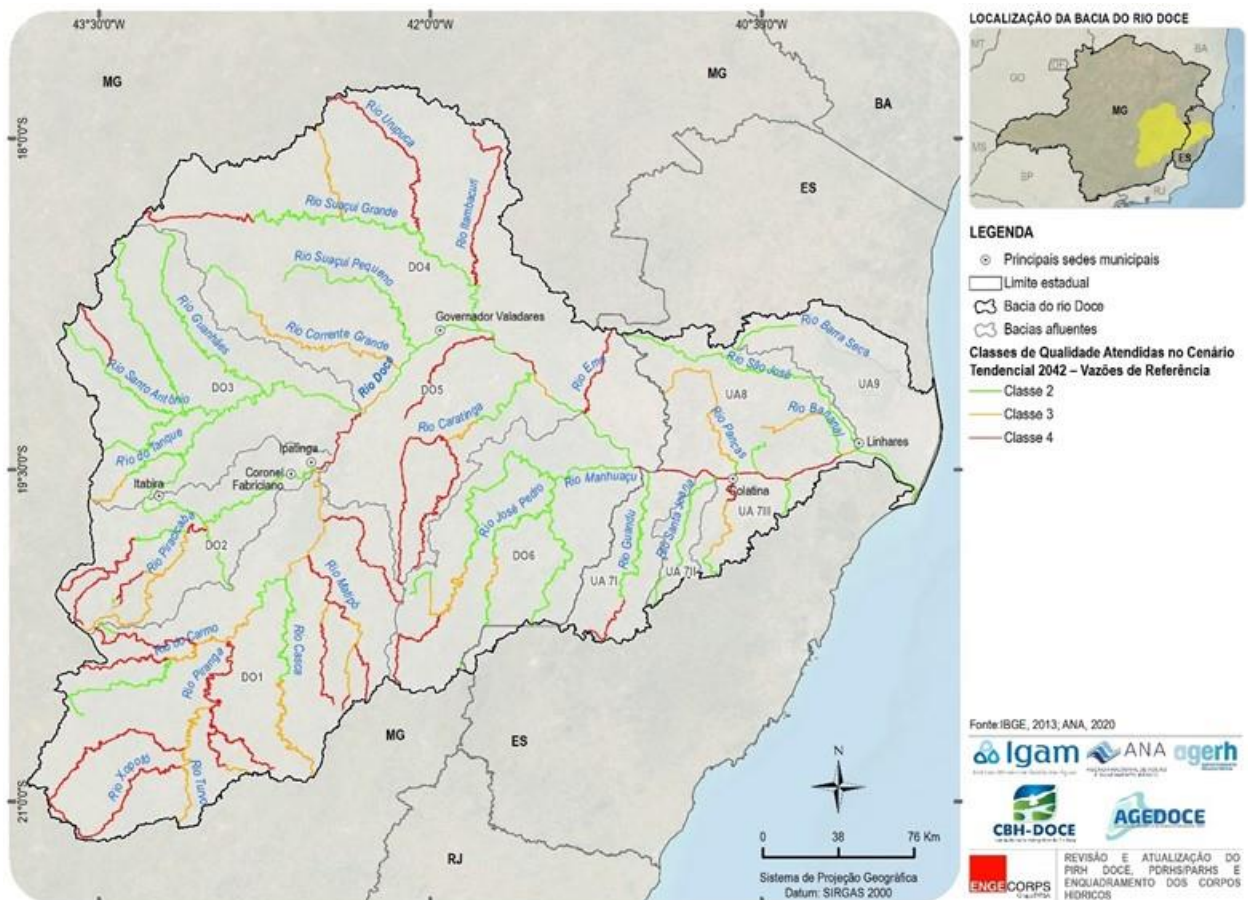 43°30'0"W
42°0'0"W
LOCALIZAÇÃO DA BACIA DO RIO DOCE
MG
MG
BA
ES
MT
GO
DF
BA
MG
MS
ES
SP
RJ
18°0'0"S
19°30'0"S
21°0'0"S
Rio Urupuca
Rio Itambacuri
Rio Suaçuí Grande
Rio Suaçuí Pequeno
DO4
Rio Guanhães
Rio Corrente Grande
Governador Valadares
Rio Santo Antônio
DO3
Rio Doce
DO5
Rio Eme
Rio Barra Seca
Rio São José
UA9
UA8
Rio Caratinga
Rio Pancas
Rio Bananal
Linhares
Rio do Tanque
Ipatinga
Coronel
Fabriciano
Itabira
Rio Manhuaçu
Colatina
Rio José Pedro
Rio Piracicaba
DO2
DO6
Rio Guandu
Rio Santa Joana
UA 7I
UA 7II
UA 7III
Rio Matipó
Rio do Carmo
Rio Casca
Rio Piranga
DO1
Rio Xopotó
Rio Turvo
MG
ES
RJ
N
0 38 76 Km
Sistema de Projeção Geográfica
Datum: SIRGAS 2000
LEGENDA
Principais sedes municipais
Limite estadual
Bacia do rio Doce
Bacias afluentes
Classes de Qualidade Atendidas no Cenário
Tendencial 2042 – Vazões de Referência
Classe 2
Classe 3
Classe 4
Fonte:IBGE, 2013; ANA, 2020
Igam
ANA
agerh
CBH-DOCE
AGEDOCE
ENGECORPS
REVISÃO E ATUALIZAÇÃO DO
PIRH DOCE, PDRHS/PARHS E
ENQUADRAMENTO DOS CORPOS
HÍDRICOS